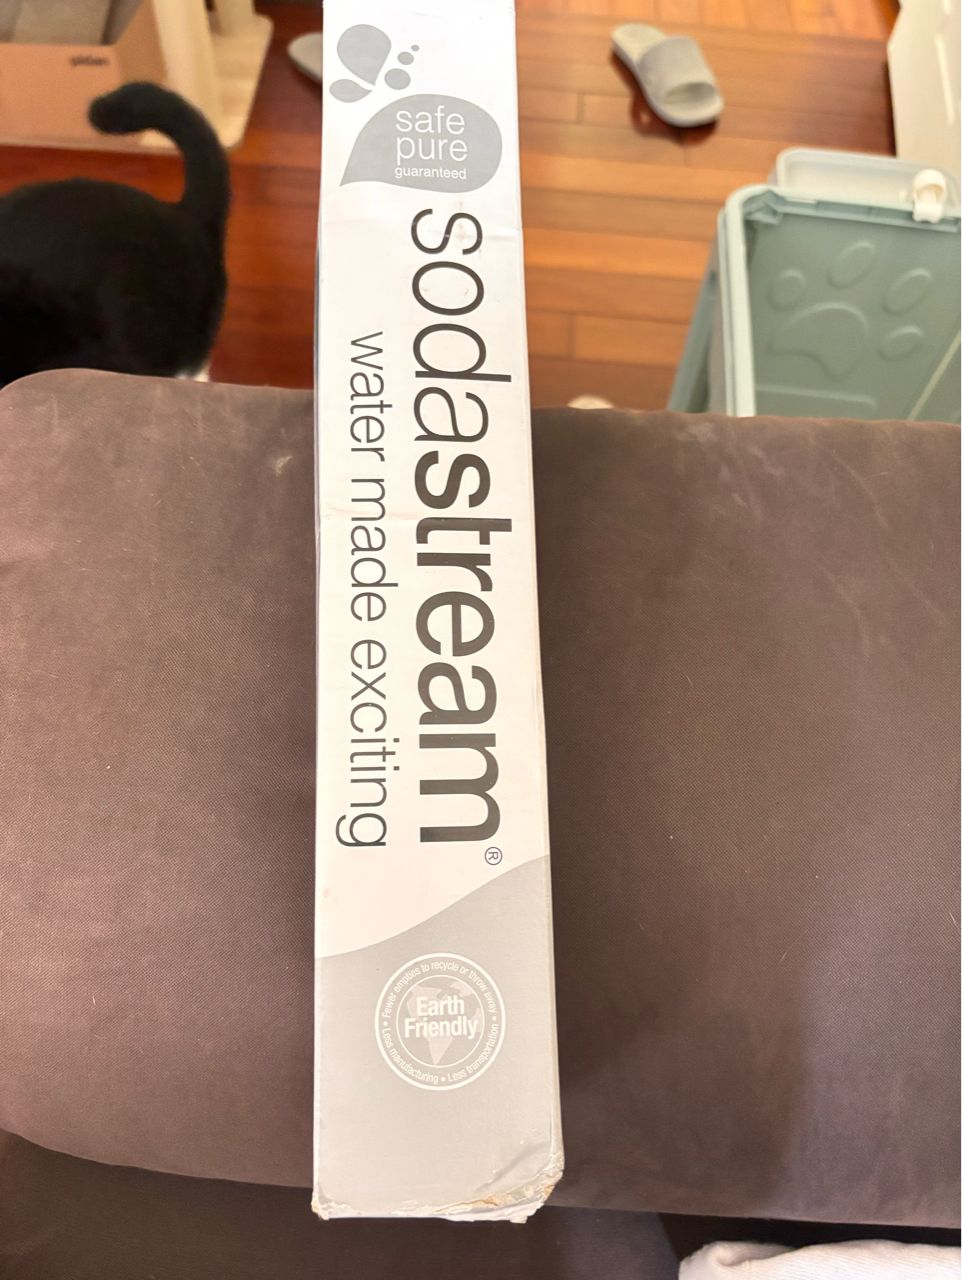 safe
pure
guaranteed
sodastream®
water made exciting
Earth
Friendly
Fewer empties to recycle or throw away • Less transportation • Less manufacturing •